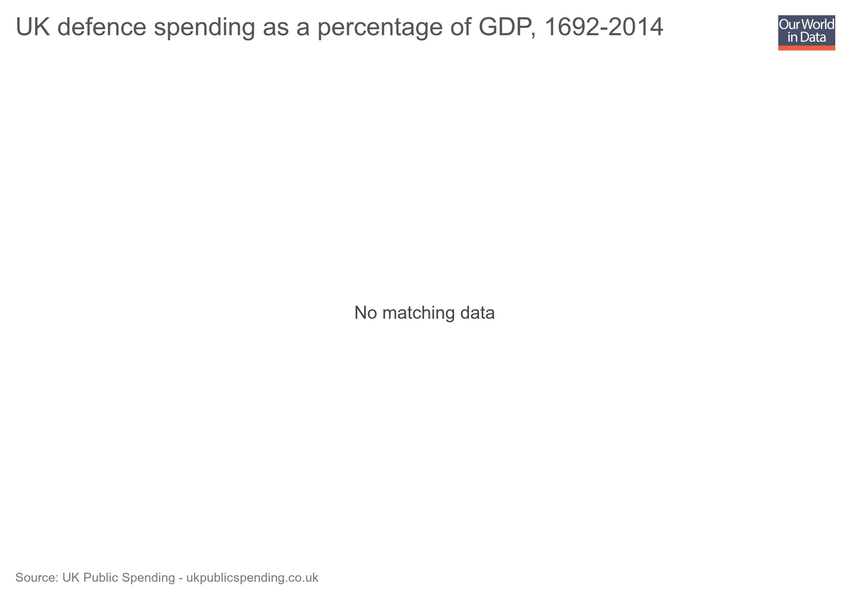 UK defence spending as a percentage of GDP, 1692-2014
Our World
in Data
No matching data
Source: UK Public Spending - ukpublicspending.co.uk